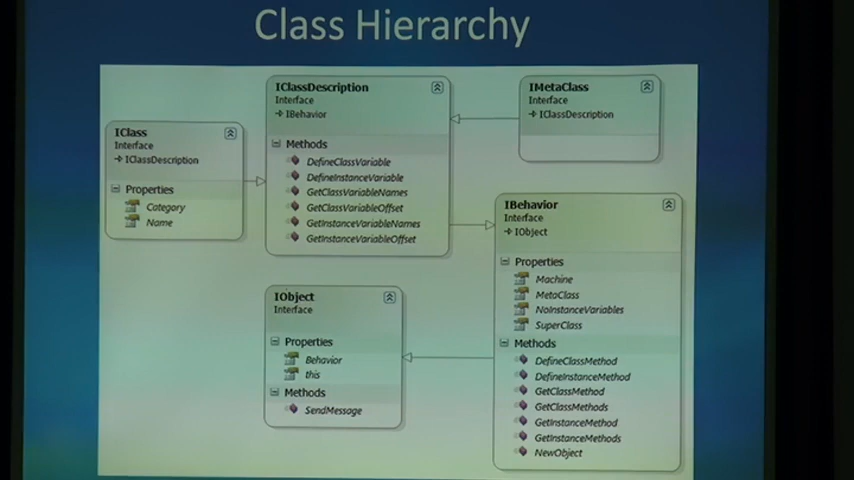 Class Hierarchy
IClass
Interface
IClassDescription
Properties
Category
Name
IClassDescription
Interface
IBehavior
Methods
DefineClassVariable
DefineInstanceVariable
GetClassVariableNames
GetClassVariableOffset
GetInstanceVariableNames
GetInstanceVariableOffset
IMetaClass
Interface
IClassDescription
IBehavior
Interface
IObject
Properties
Machine
MetaClass
NoInstanceVariables
SuperClass
Methods
DefineClassMethod
DefineInstanceMethod
GetClassMethod
GetClassMethods
GetInstanceMethod
GetInstanceMethods
NewObject
IObject
Interface
Properties
Behavior
this
Methods
SendMessage